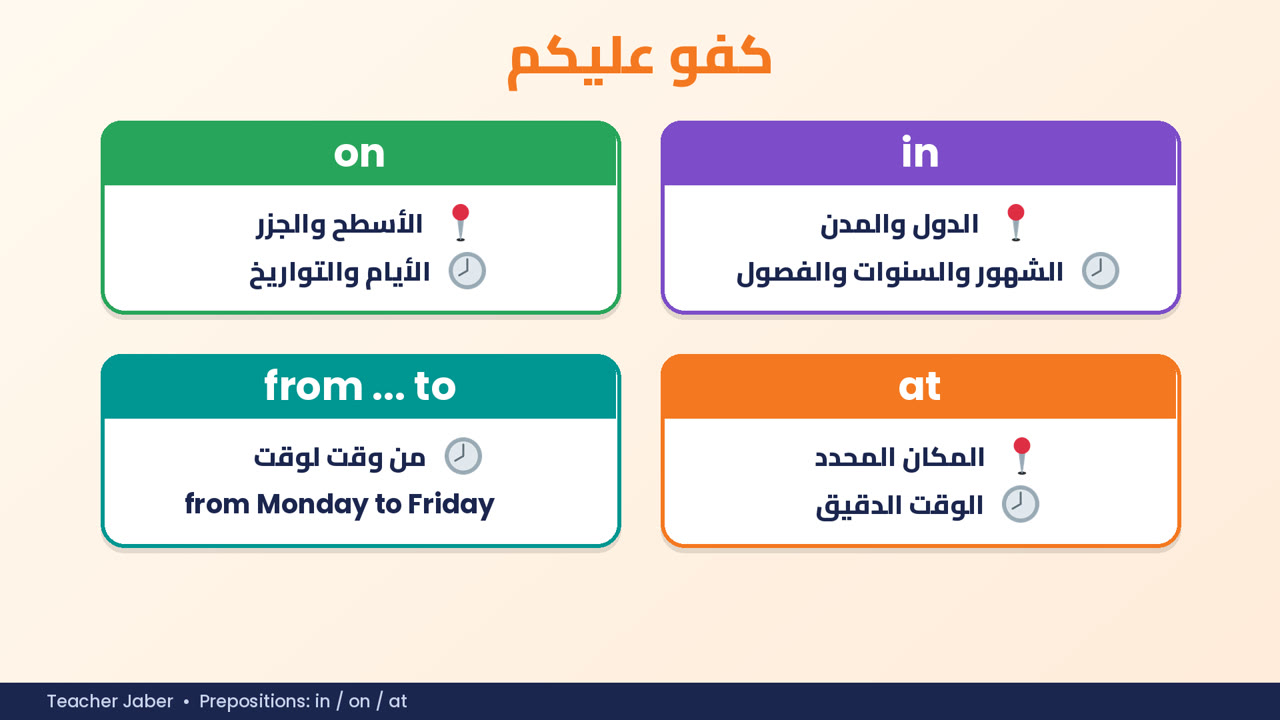 كفو عليكم
in
الدول والمدن
الشهور والسنوات والفصول
on
الأسطح والجزر
الأيام والتواريخ
at
المكان المحدد
الوقت الدقيق
from ... to
من وقت لوقت
from Monday to Friday
Teacher Jaber • Prepositions: in / on / at